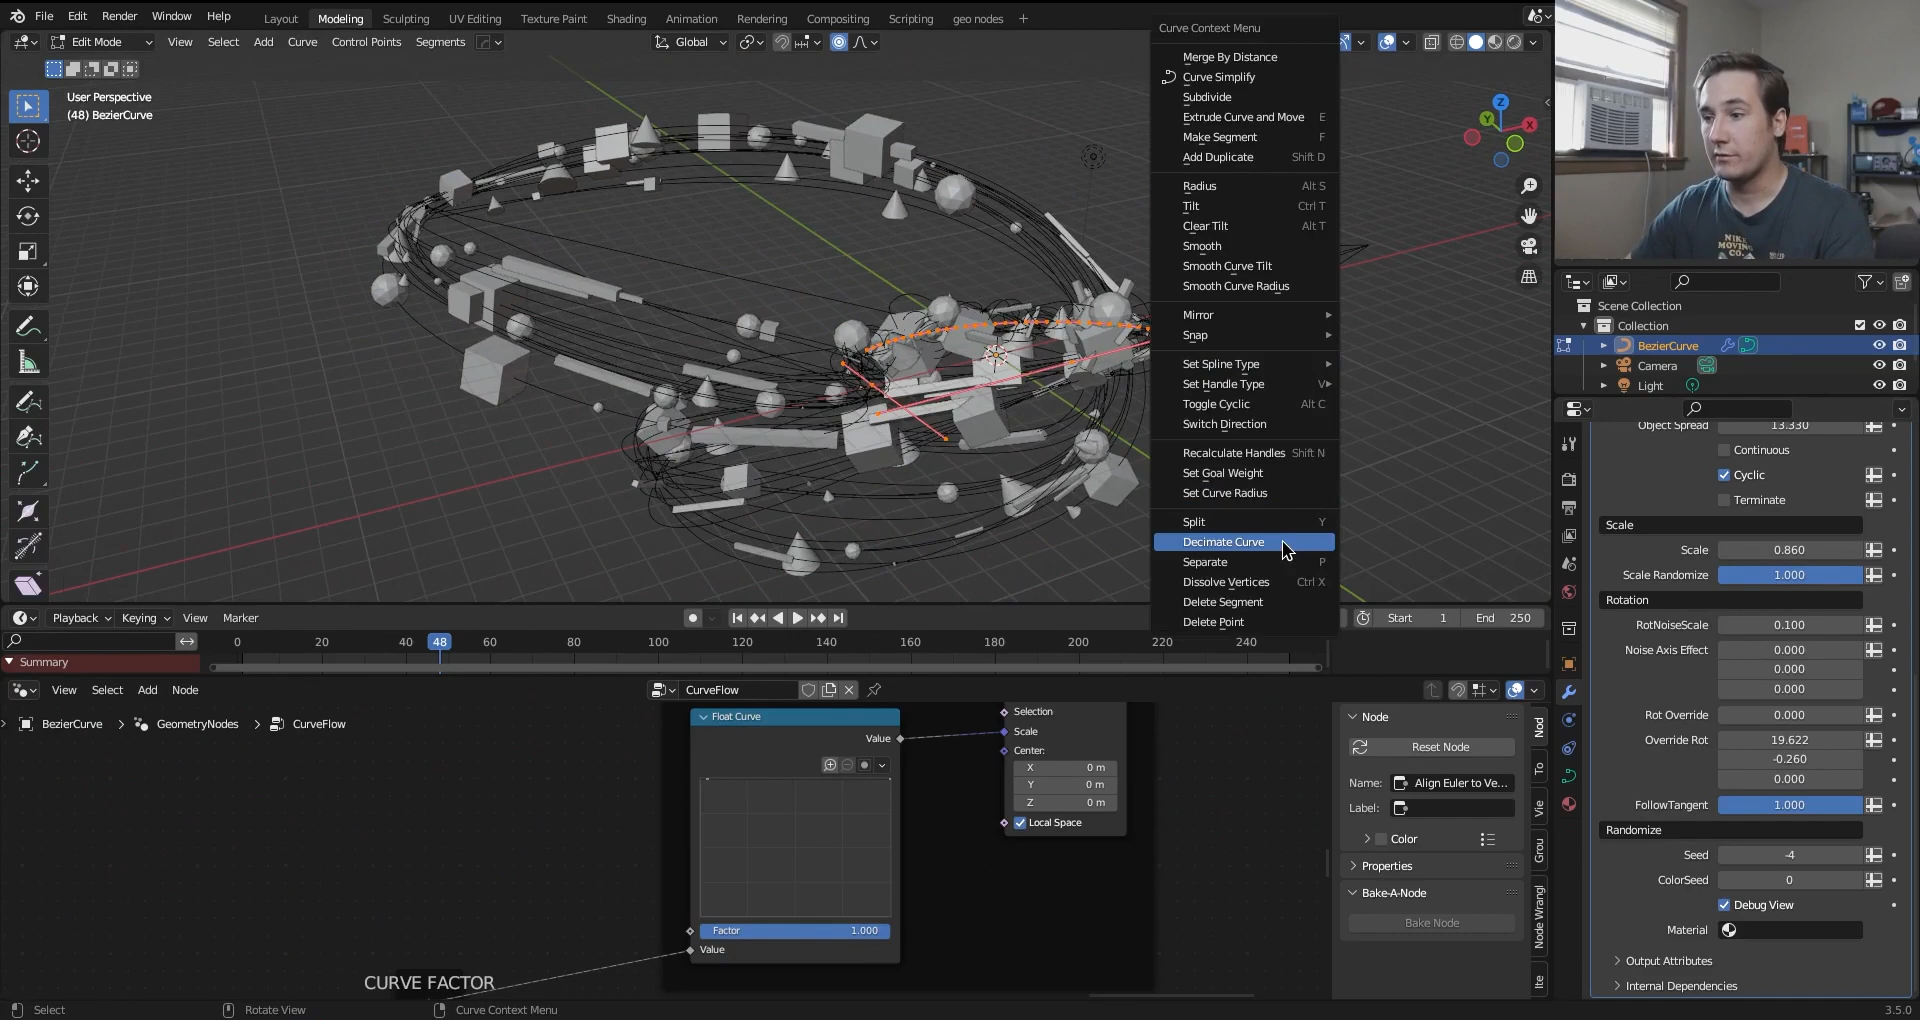 File Edit Render Window Help Layout Modeling Sculpting UV Editing Texture Paint Shading Animation Rendering Compositing Scripting geo nodes +
Edit Mode View Select Add Curve Control Points Segments Global
User Perspective
(48) BezierCurve
Z
Y
X
Curve Context Menu
Merge By Distance
Curve Simplify
Subdivide
Extrude Curve and Move E
Make Segment F
Add Duplicate Shift D
Radius Alt S
Tilt Ctrl T
Clear Tilt Alt T
Smooth
Smooth Curve Tilt
Smooth Curve Radius
Mirror
Snap
Set Spline Type
Set Handle Type V
Toggle Cyclic Alt C
Switch Direction
Recalculate Handles Shift N
Set Goal Weight
Set Curve Radius
Split Y
Decimate Curve
Separate P
Dissolve Vertices Ctrl X
Delete Segment
Delete Point
NIKE
MOVING
CO.
Scene Collection
Collection
BezierCurve
Camera
Light
Object Spread 13.330
Continuous
Cyclic
Terminate
Scale
Scale 0.860
Scale Randomize 1.000
Rotation
RotNoiseScale 0.100
Noise Axis Effect 0.000
0.000
0.000
Rot Override 0.000
Override Rot 19.622
-0.260
0.000
FollowTangent 1.000
Randomize
Seed -4
ColorSeed 0
Debug View
Material
Output Attributes
Internal Dependencies
Playback Keying View Marker Start 1 End 250
0 20 40 48 60 80 100 120 140 160 180 200 220 240
Summary
View Select Add Node CurveFlow
BezierCurve > GeometryNodes > CurveFlow
Float Curve
Value
Factor 1.000
Value
CURVE FACTOR
Selection
Scale
Center:
X 0 m
Y 0 m
Z 0 m
Local Space
Node
Reset Node
Name: Align Euler to Ve...
Label:
Color
Properties
Bake-A-Node
Bake Node
Nod
To
Vie
Grou
Node Wrangl
Ite
Select Rotate View Curve Context Menu 3.5.0